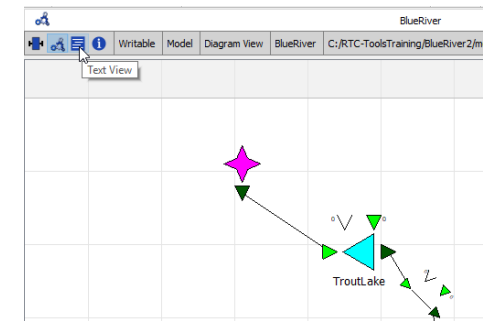 BlueRiver
Writable Model Diagram View BlueRiver C:/RTC-ToolsTraining/BlueRiver2/m
Text View
TroutLake